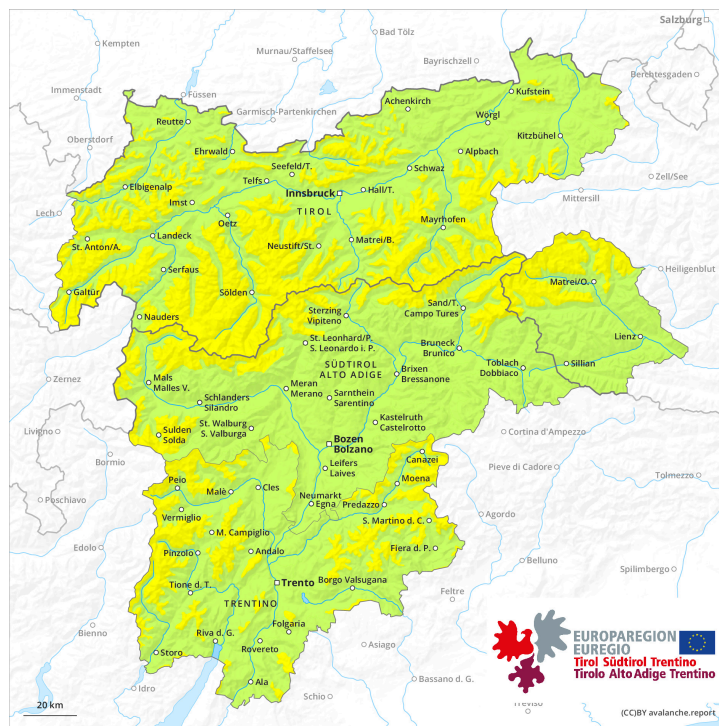 Salzburg
Bad Tölz
Kempten
Murnau/Staffelsee
Bayrischzell
Berchtesgaden
Immenstadt
Füssen
Achenkirch
Kufstein
Garmisch-Partenkirchen
Reutte
Wörgl
Oberstdorf
Kitzbühel
Ehrwald
Alpbach
Seefeld/T.
Schwaz
Zell/See
Telfs
Elbigenalp
Innsbruck
Hall/T.
Mittersill
Imst
TIROL
Lech
Oetz
Mayrhofen
St. Anton/A.
Landeck
Neustift/St.
Matrei/B.
Serfaus
Heiligenblut
Matrei/O.
Galtür
Sölden
Nauders
Sterzing
Vipiteno
Sand/T.
Campo Tures
Lienz
St. Leonhard/P.
S. Leonardo i. P.
Bruneck
Brunico
Toblach
Dobbiaco
Sillian
SÜDTIROL
ALTO ADIGE
Brixen
Bressanone
Zernez
Mals
Malles V.
Meran
Merano
Schlanders
Silandro
Sarnthein
Sarentino
Kastelruth
Castelrotto
St. Walburg
S. Valburga
Livigno
Sulden
Solda
Bozen
Bolzano
Cortina d'Ampezzo
Canazei
Bormio
Leifers
Laives
Pieve di Cadore
Tolmezzo
Peio
Malè
Cles
Moena
Poschiavo
Neumarkt
Egna
Predazzo
Vermiglio
Agordo
S. Martino d. C.
M. Campiglio
Edolo
Pinzolo
Andalo
Fiera d. P.
Belluno
Spilimbergo
Tione d. T.
Trento
Borgo Valsugana
Feltre
TRENTINO
Folgaria
Bienno
Riva d. G.
Rovereto
Asiago
Storo
Ala
Bassano d. G.
Idro
Schio
Treviso
EUROPAREGION
EUREGIO
Tirol Südtirol Trentino
Tirolo Alto Adige Trentino
20 km
(CC)BY avalanche.report